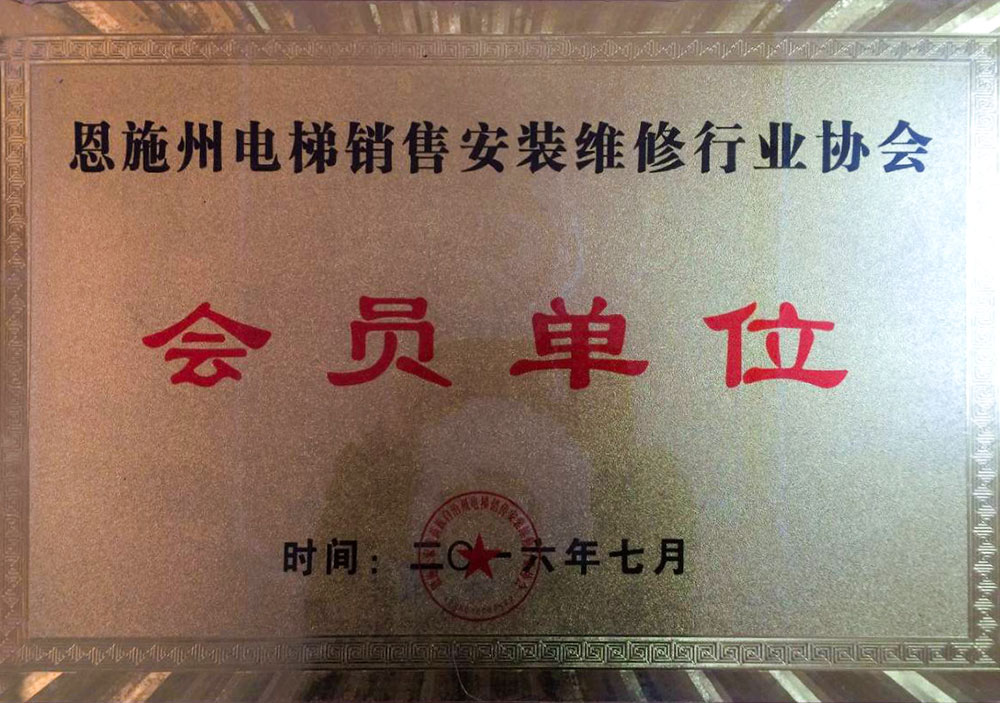 恩施州电梯销售安装维修行业协会
会员单位
时间：二〇一六年七月